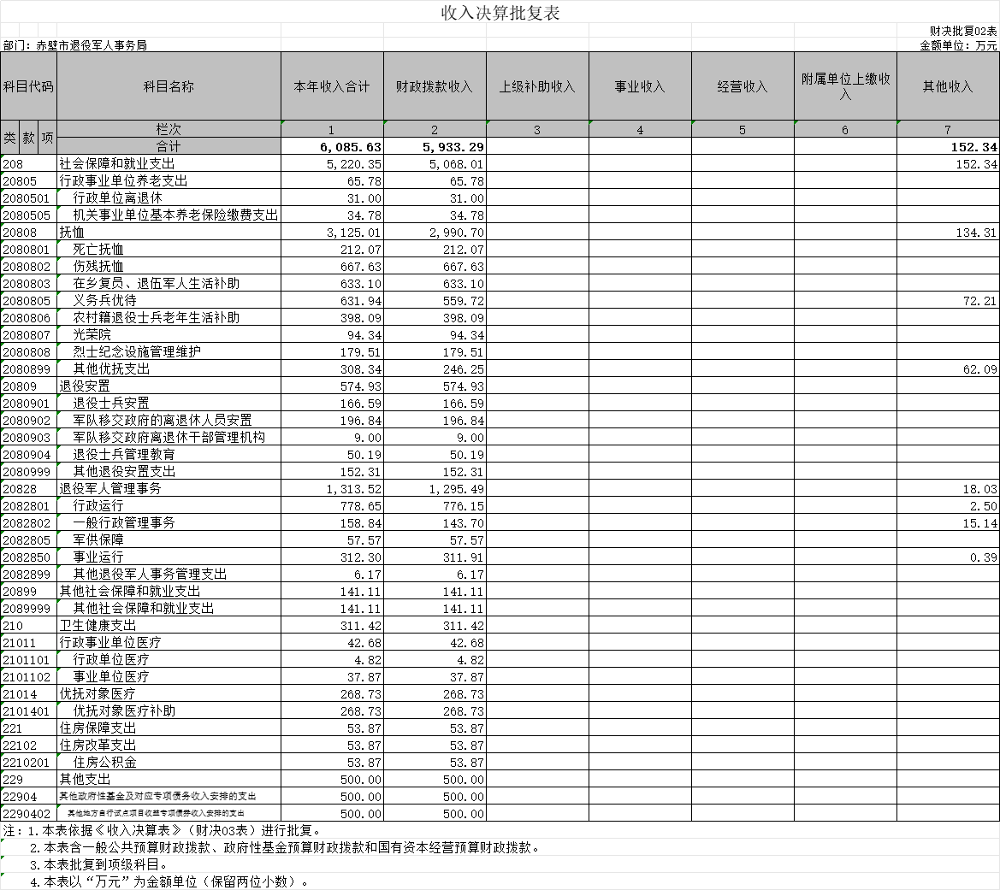 收入决算批复表
财决批复02表
部门：赤壁市退役军人事务局 金额单位：万元
科目代码 科目名称 本年收入合计 财政拨款收入 上级补助收入 事业收入 经营收入 附属单位上缴收入 其他收入
类 款 项 栏次 1 2 3 4 5 6 7
合计 6,085.63 5,933.29 152.34
208 社会保障和就业支出 5,220.35 5,068.01 152.34
20805 行政事业单位养老支出 65.78 65.78
2080501 行政单位离退休 31.00 31.00
2080505 机关事业单位基本养老保险缴费支出 34.78 34.78
20808 抚恤 3,125.01 2,990.70 134.31
2080801 死亡抚恤 212.07 212.07
2080802 伤残抚恤 667.63 667.63
2080803 在乡复员、退伍军人生活补助 633.10 633.10
2080805 义务兵优待 631.94 559.72 72.21
2080806 农村籍退役士兵老年生活补助 398.09 398.09
2080807 光荣院 94.34 94.34
2080808 烈士纪念设施管理维护 179.51 179.51
2080899 其他优抚支出 308.34 246.25 62.09
20809 退役安置 574.93 574.93
2080901 退役士兵安置 166.59 166.59
2080902 军队移交政府的离退休人员安置 196.84 196.84
2080903 军队移交政府离退休干部管理机构 9.00 9.00
2080904 退役士兵管理教育 50.19 50.19
2080999 其他退役安置支出 152.31 152.31
20828 退役军人管理事务 1,313.52 1,295.49 18.03
2082801 行政运行 778.65 776.15 2.50
2082802 一般行政管理事务 158.84 143.70 15.14
2082805 军供保障 57.57 57.57
2082850 事业运行 312.30 311.91 0.39
2082899 其他退役军人事务管理支出 6.17 6.17
20899 其他社会保障和就业支出 141.11 141.11
2089999 其他社会保障和就业支出 141.11 141.11
210 卫生健康支出 311.42 311.42
21011 行政事业单位医疗 42.68 42.68
2101101 行政单位医疗 4.82 4.82
2101102 事业单位医疗 37.87 37.87
21014 优抚对象医疗 268.73 268.73
2101401 优抚对象医疗补助 268.73 268.73
221 住房保障支出 53.87 53.87
22102 住房改革支出 53.87 53.87
2210201 住房公积金 53.87 53.87
229 其他支出 500.00 500.00
22904 其他政府性基金及对应专项债务收入安排的支出 500.00 500.00
2290402 其他地方自行试点项目收益专项债券收入安排的支出 500.00 500.00
注：1.本表依据《收入决算表》（财决03表）进行批复。
2.本表含一般公共预算财政拨款、政府性基金预算财政拨款和国有资本经营预算财政拨款。
3.本表批复到项级科目。
4.本表以“万元”为金额单位（保留两位小数）。